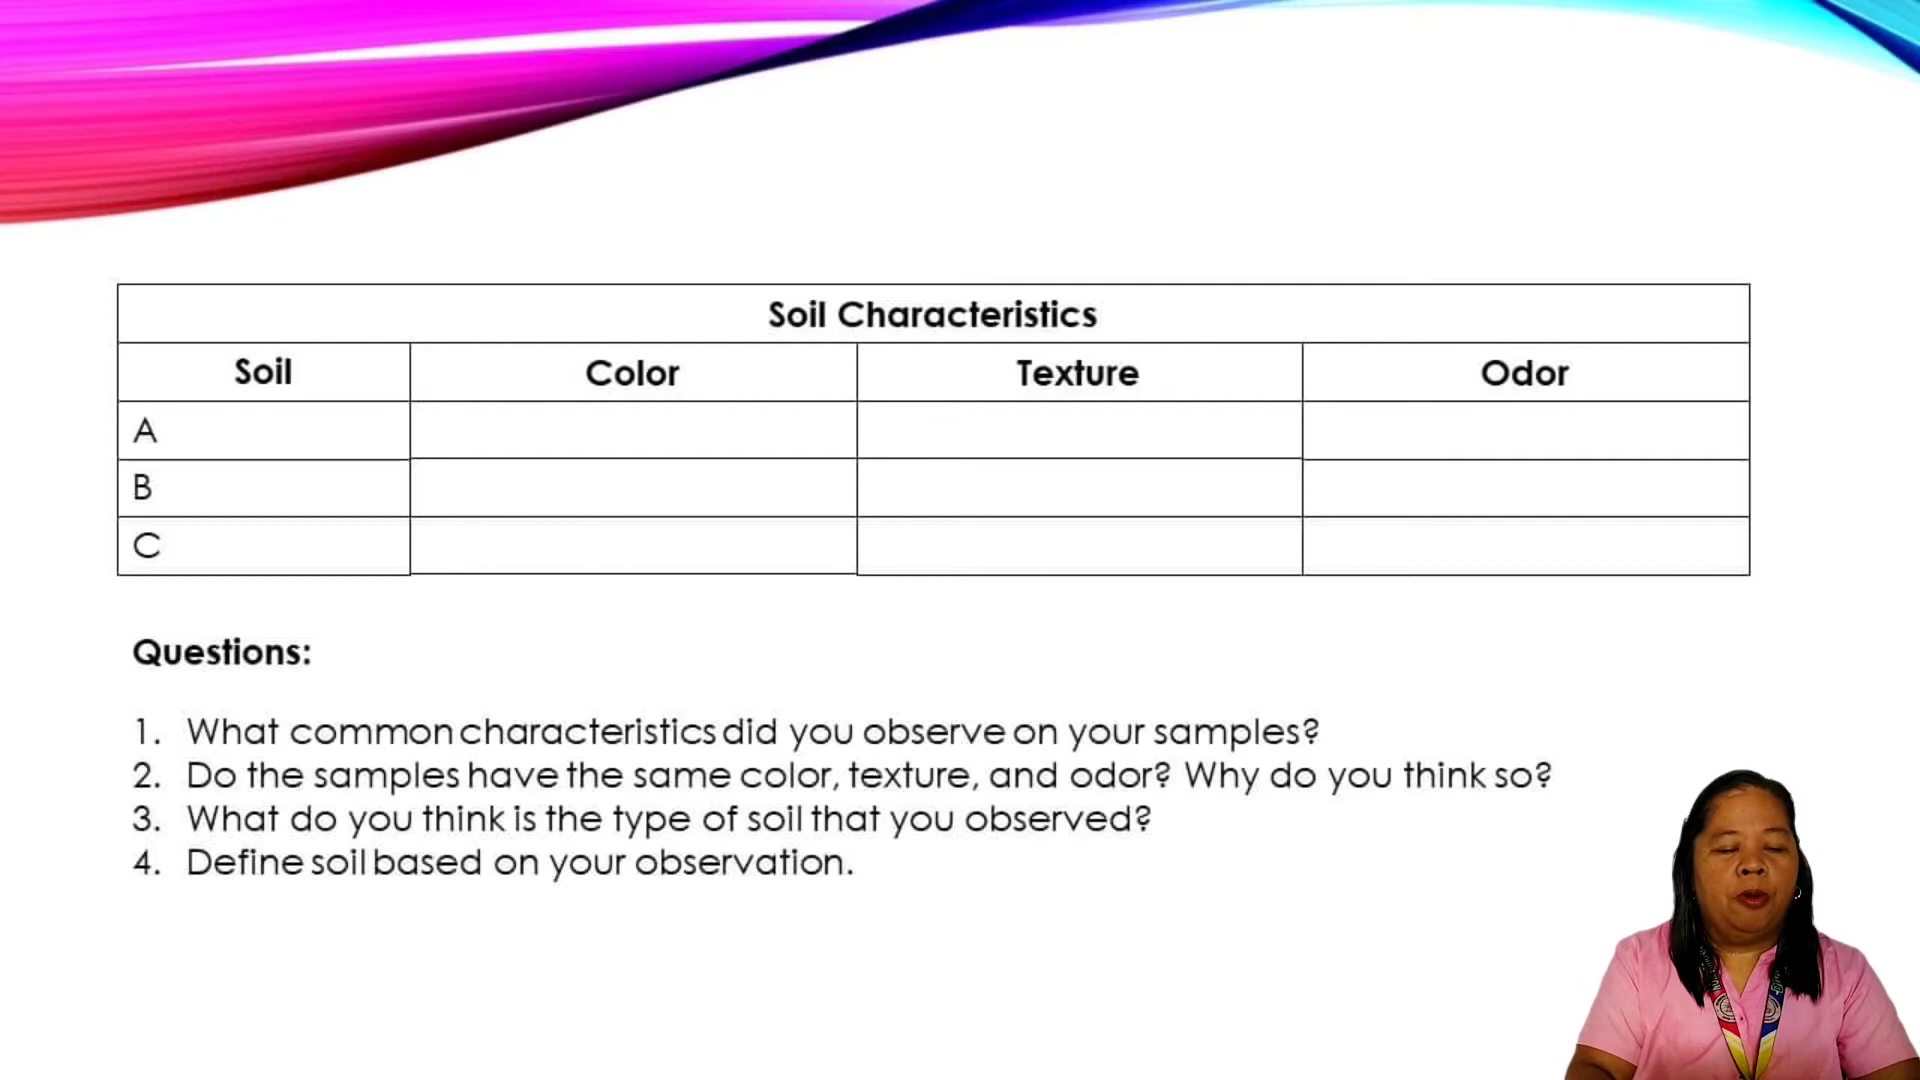 Soil Characteristics
Soil Color Texture Odor
A
B
C
Questions:
1. What common characteristics did you observe on your samples?
2. Do the samples have the same color, texture, and odor? Why do you think so?
3. What do you think is the type of soil that you observed?
4. Define soil based on your observation.